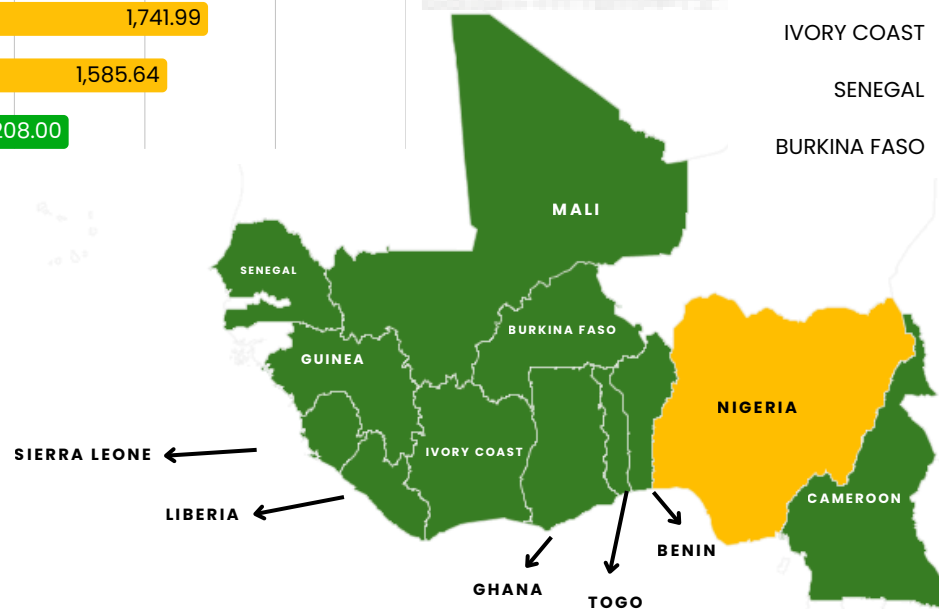 1,741.99
IVORY COAST
1,585.64
SENEGAL
208.00
BURKINA FASO
MALI
SENEGAL
BURKINA FASO
GUINEA
NIGERIA
SIERRA LEONE
IVORY COAST
CAMEROON
LIBERIA
BENIN
GHANA
TOGO